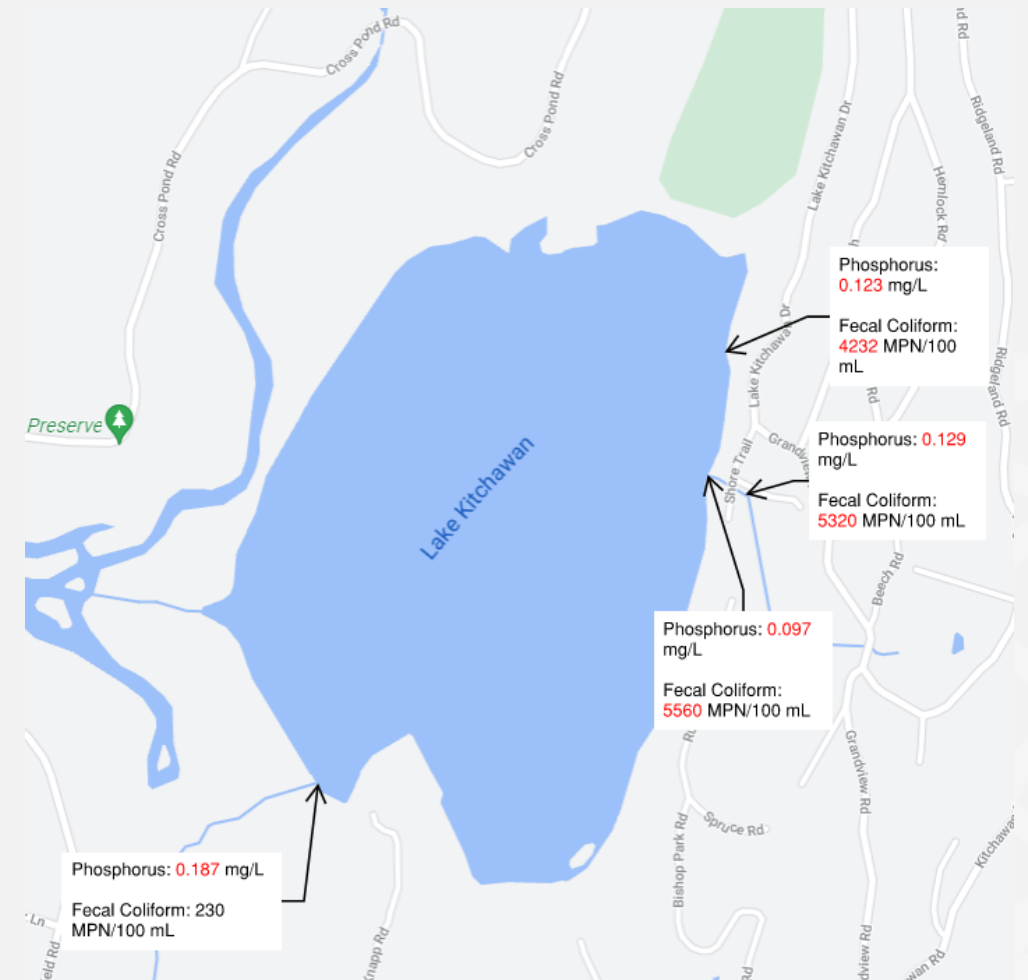 Cross Pond Rd
Cross Pond Rd
Cross Pond Rd
Lake Kitchawan Dr
Hemlock Rd
Ridgeland Rd
Phosphorus:
0.123 mg/L
Fecal Coliform:
4232 MPN/100
mL
Lake Kitchawan Dr
Ridgeland Rd
Rd
Preserve
Lake Kitchawan
Shore Trail
Phosphorus: 0.129
mg/L
Fecal Coliform:
5320 MPN/100 mL
Beech Rd
Phosphorus: 0.097
mg/L
Fecal Coliform:
5560 MPN/100 mL
Grandview Rd
Spruce Rd
Bishop Park Rd
Phosphorus: 0.187 mg/L
Fecal Coliform: 230
MPN/100 mL
Ln
Knapp Rd
Rd